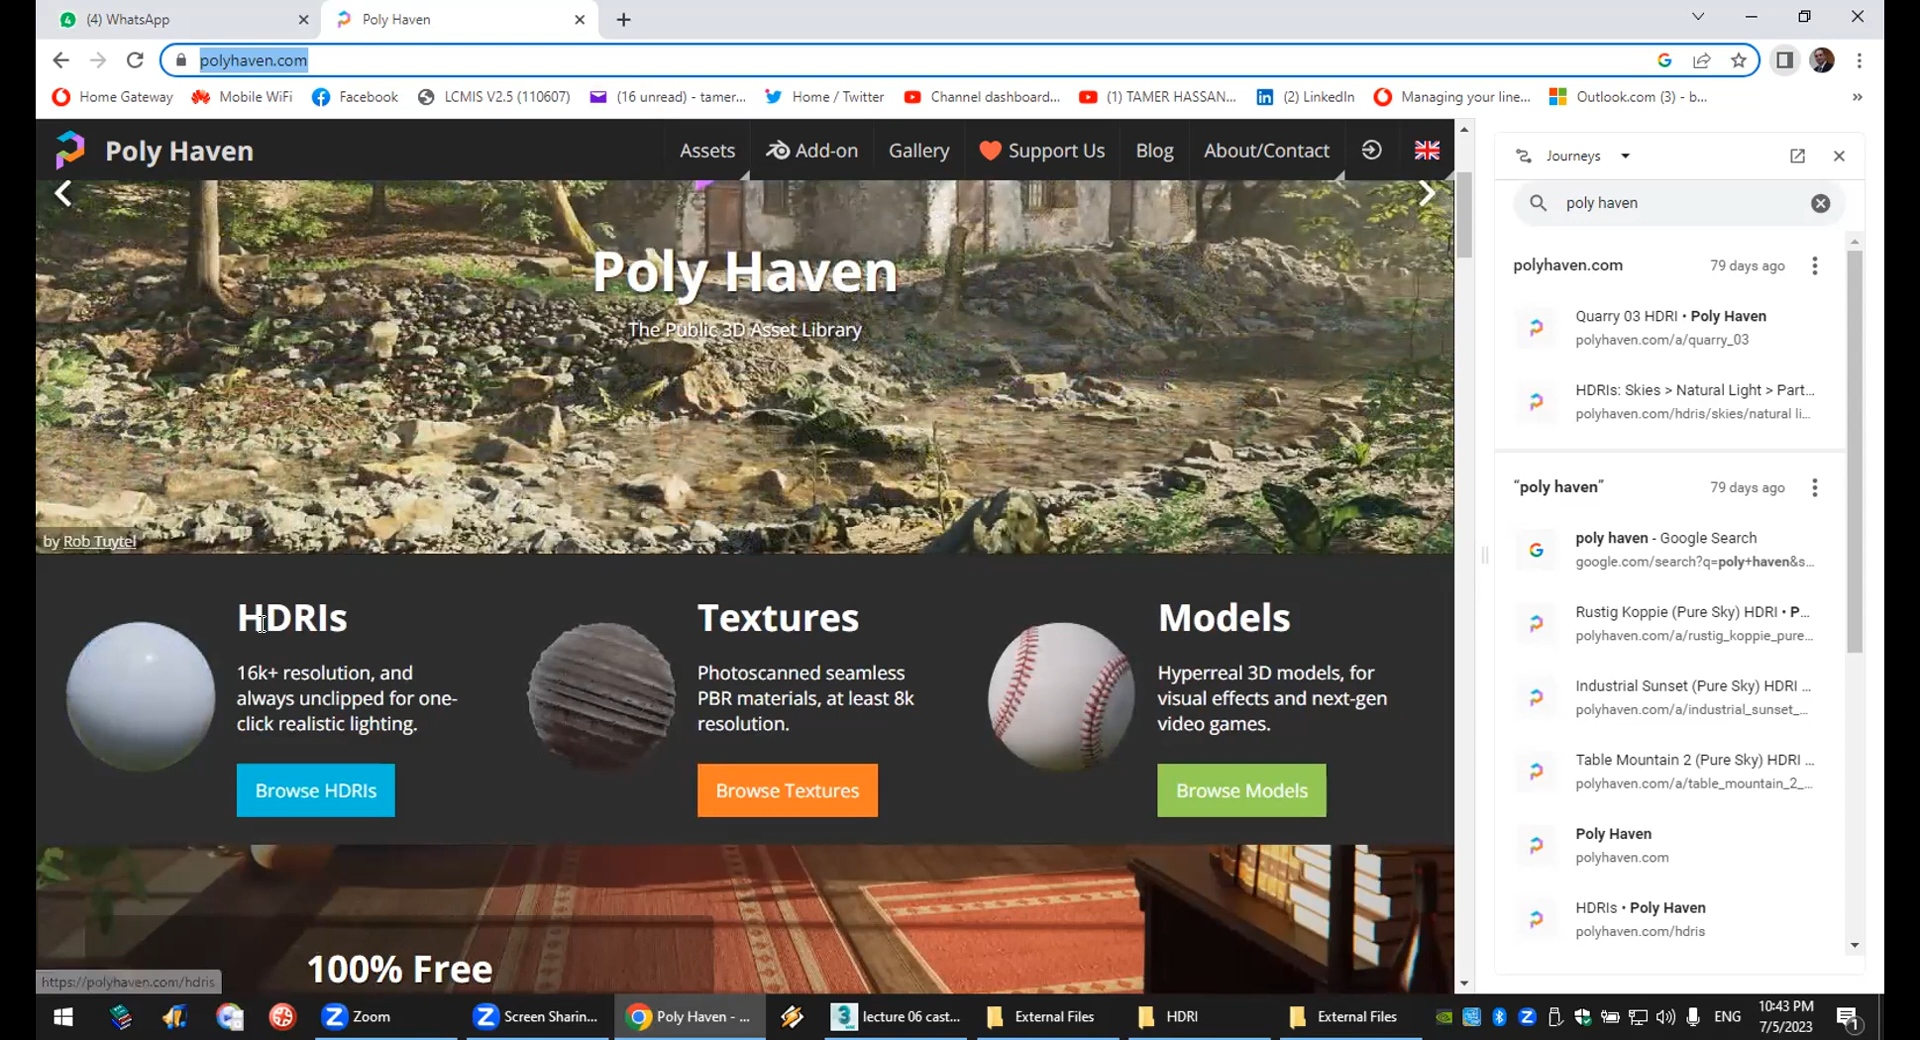 (4) WhatsApp
Poly Haven
polyhaven.com
Home Gateway
Mobile WiFi
Facebook
LCMIS V2.5 (110607)
(16 unread) - tamer...
Home / Twitter
Channel dashboard...
(1) TAMER HASSAN...
(2) LinkedIn
Managing your line...
Outlook.com (3) - b...
»
Poly Haven
Assets
Add-on
Gallery
Support Us
Blog
About/Contact
Poly Haven
The Public 3D Asset Library
by Rob Tuytel
HDRIs
16k+ resolution, and
always unclipped for one-
click realistic lighting.
Browse HDRIs
Textures
Photoscanned seamless
PBR materials, at least 8k
resolution.
Browse Textures
Models
Hyperreal 3D models, for
visual effects and next-gen
video games.
Browse Models
100% Free
https://polyhaven.com/hdris
Journeys
poly haven
polyhaven.com 79 days ago
Quarry 03 HDRI • Poly Haven
polyhaven.com/a/quarry_03
HDRIs: Skies > Natural Light > Part...
polyhaven.com/hdris/skies/natural li...
“poly haven” 79 days ago
poly haven - Google Search
google.com/search?q=poly+haven&s...
Rustig Koppie (Pure Sky) HDRI • P...
polyhaven.com/a/rustig_koppie_pure...
Industrial Sunset (Pure Sky) HDRI ...
polyhaven.com/a/industrial_sunset_...
Table Mountain 2 (Pure Sky) HDRI ...
polyhaven.com/a/table_mountain_2_...
Poly Haven
polyhaven.com
HDRIs • Poly Haven
polyhaven.com/hdris
Zoom
Screen Sharin...
Poly Haven - ...
lecture 06 cast...
External Files
HDRI
External Files
ENG
10:43 PM
7/5/2023
1